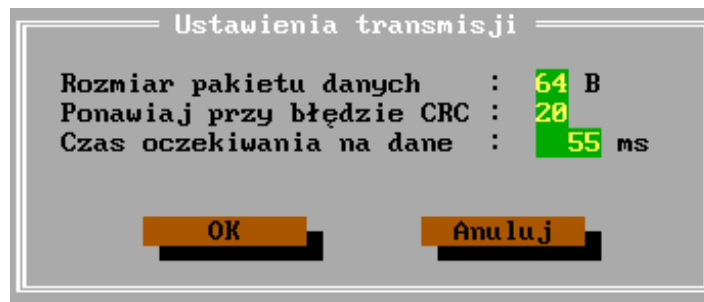 Ustawienia transmisji
Rozmiar pakietu danych : 64 B
Ponawiaj przy błędzie CRC : 20
Czas oczekiwania na dane : 55 ms
OK Anuluj